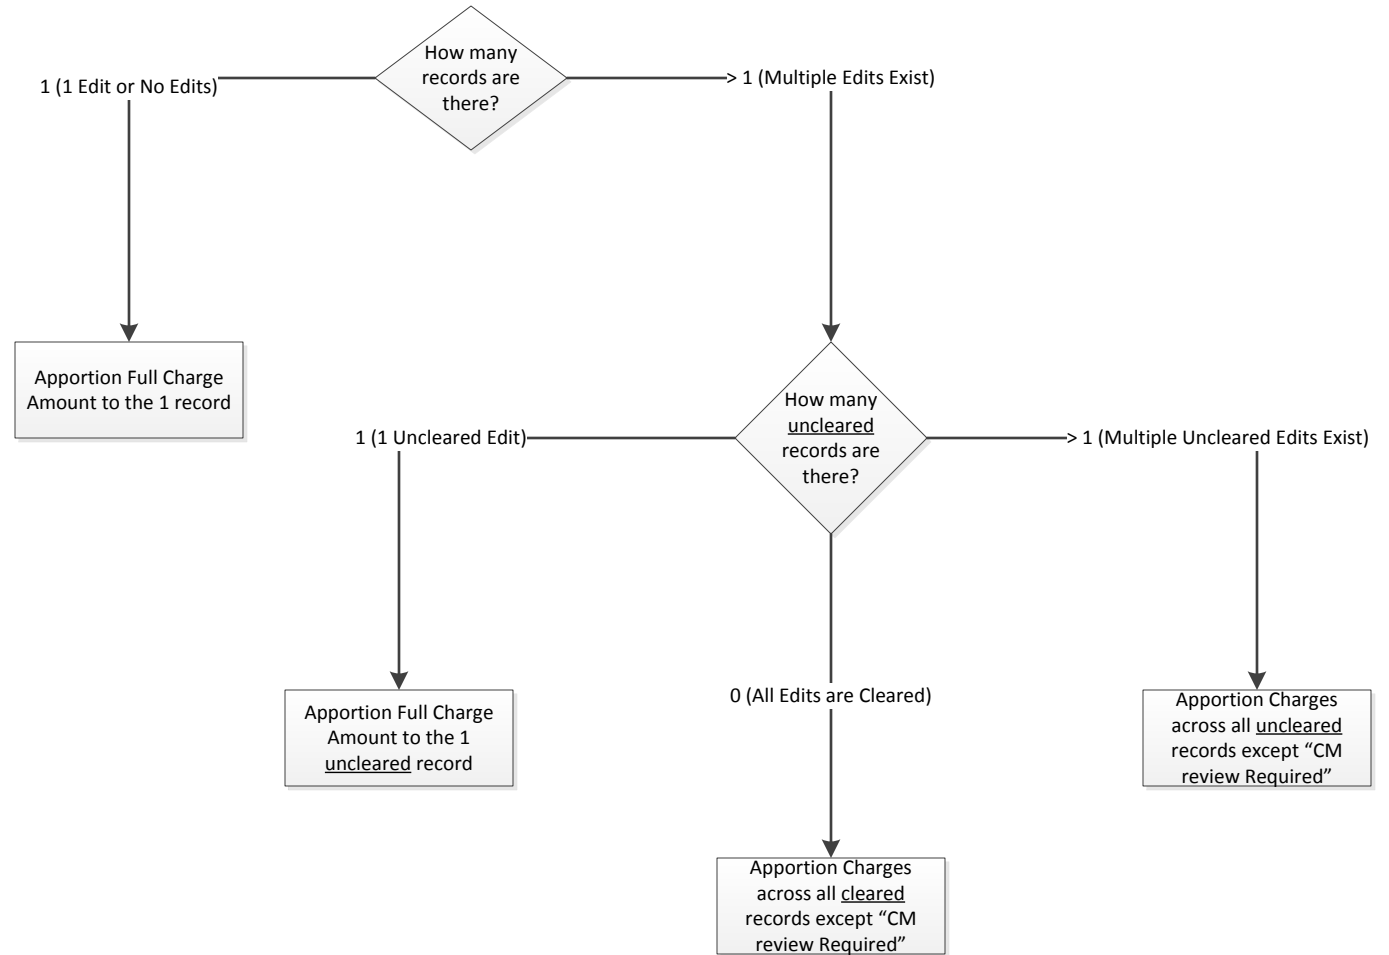 How many
records are
there?
1 (1 Edit or No Edits)
> 1 (Multiple Edits Exist)
Apportion Full Charge
Amount to the 1 record
How many
uncleared
records are
there?
1 (1 Uncleared Edit)
> 1 (Multiple Uncleared Edits Exist)
0 (All Edits are Cleared)
Apportion Full Charge
Amount to the 1
uncleared record
Apportion Charges
across all uncleared
records except “CM
review Required”
Apportion Charges
across all cleared
records except “CM
review Required”